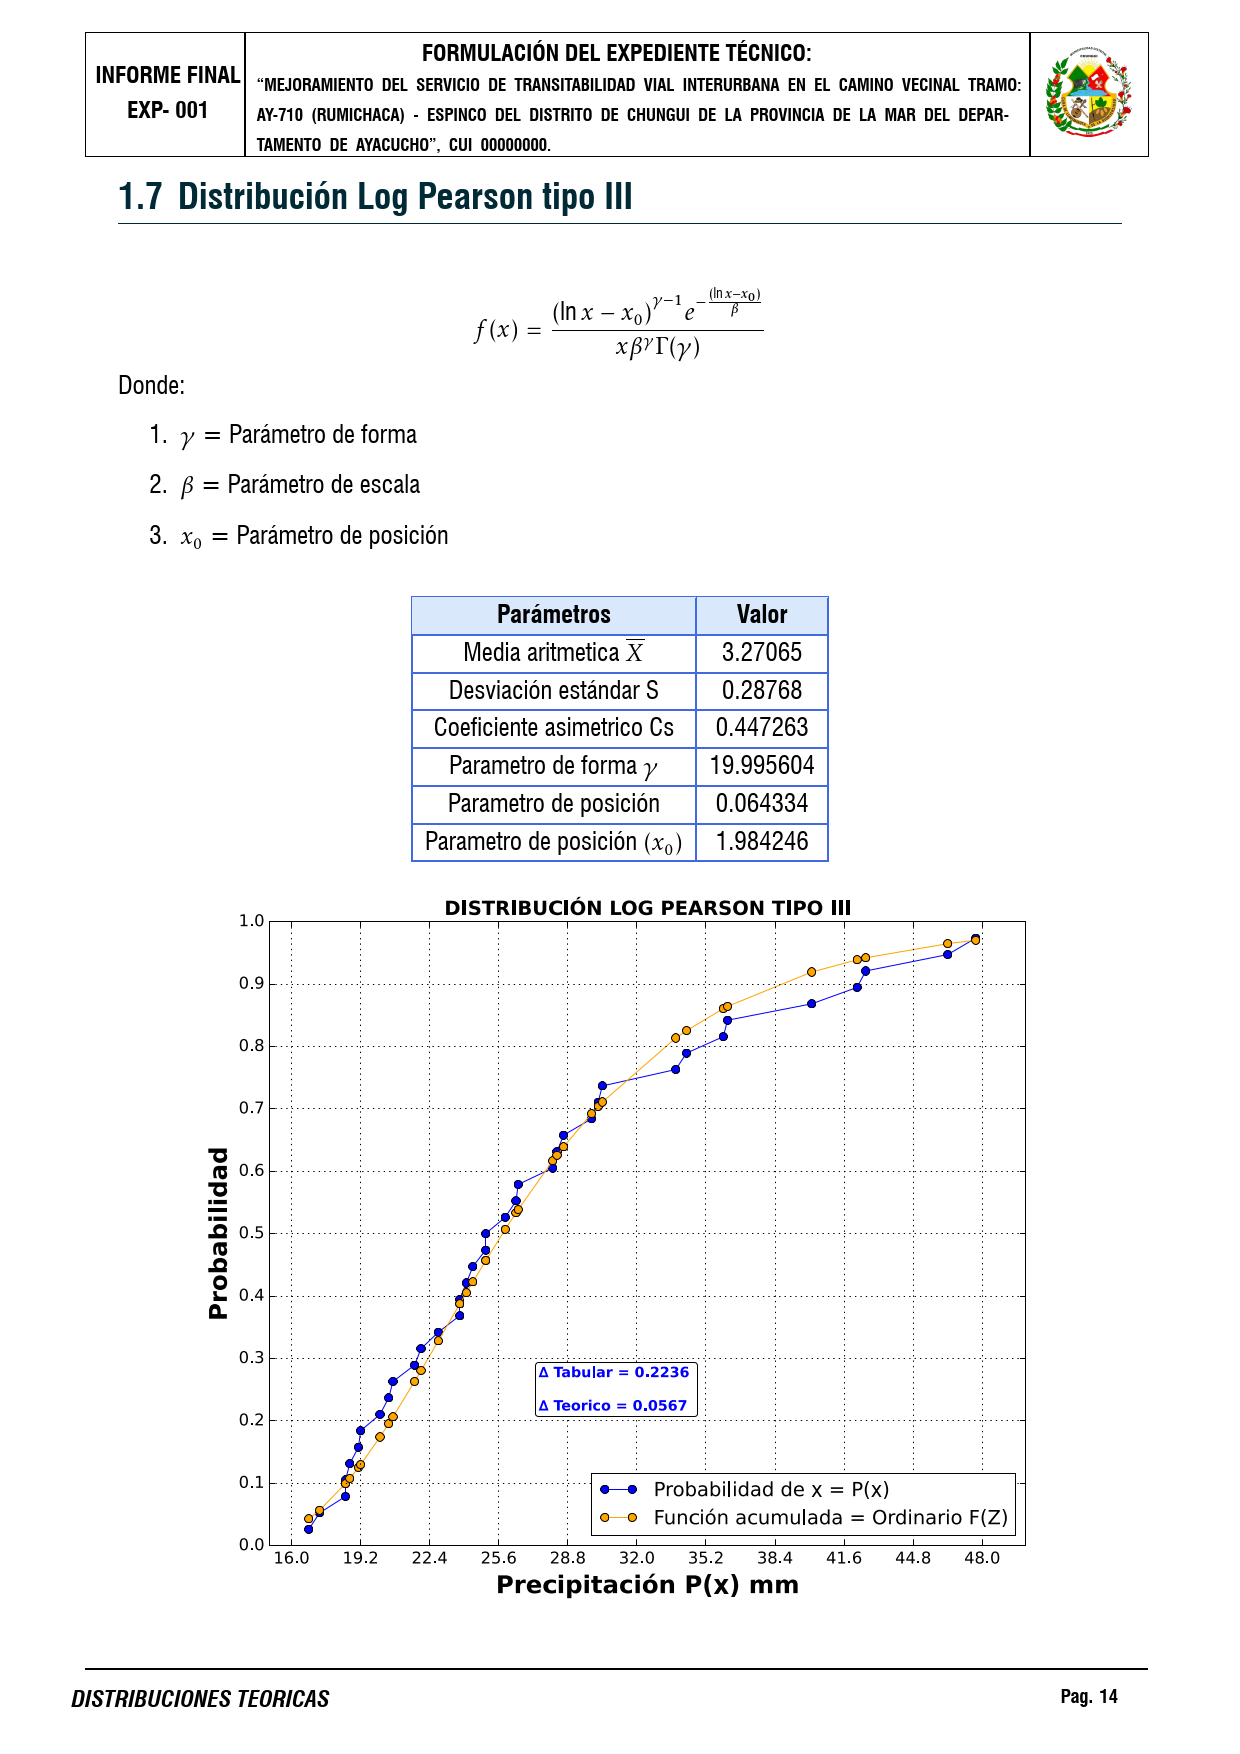 INFORME FINAL
EXP- 001
FORMULACIÓN DEL EXPEDIENTE TÉCNICO:
“MEJORAMIENTO DEL SERVICIO DE TRANSITABILIDAD VIAL INTERURBANA EN EL CAMINO VECINAL TRAMO:
AY-710 (RUMICHACA) - ESPINCO DEL DISTRITO DE CHUNGUI DE LA PROVINCIA DE LA MAR DEL DEPAR-
TAMENTO DE AYACUCHO”, CUI 00000000.
CHUNGUI
1.7 Distribución Log Pearson tipo III
f(x) = (ln x − x₀)^(γ−1) e^(−(ln x−x₀)/β) / xβ^γ Γ(γ)
Donde:
1. γ = Parámetro de forma
2. β = Parámetro de escala
3. x₀ = Parámetro de posición
Parámetros Valor
Media aritmetica X̅ 3.27065
Desviación estándar S 0.28768
Coeficiente asimetrico Cs 0.447263
Parametro de forma γ 19.995604
Parametro de posición 0.064334
Parametro de posición (x₀) 1.984246
DISTRIBUCIÓN LOG PEARSON TIPO III
1.0
0.9
0.8
0.7
0.6
0.5
0.4
0.3
0.2
0.1
0.0
Probabilidad
Δ Tabular = 0.2236
Δ Teorico = 0.0567
Probabilidad de x = P(x)
Función acumulada = Ordinario F(Z)
16.0 19.2 22.4 25.6 28.8 32.0 35.2 38.4 41.6 44.8 48.0
Precipitación P(x) mm
DISTRIBUCIONES TEORICAS
Pag. 14